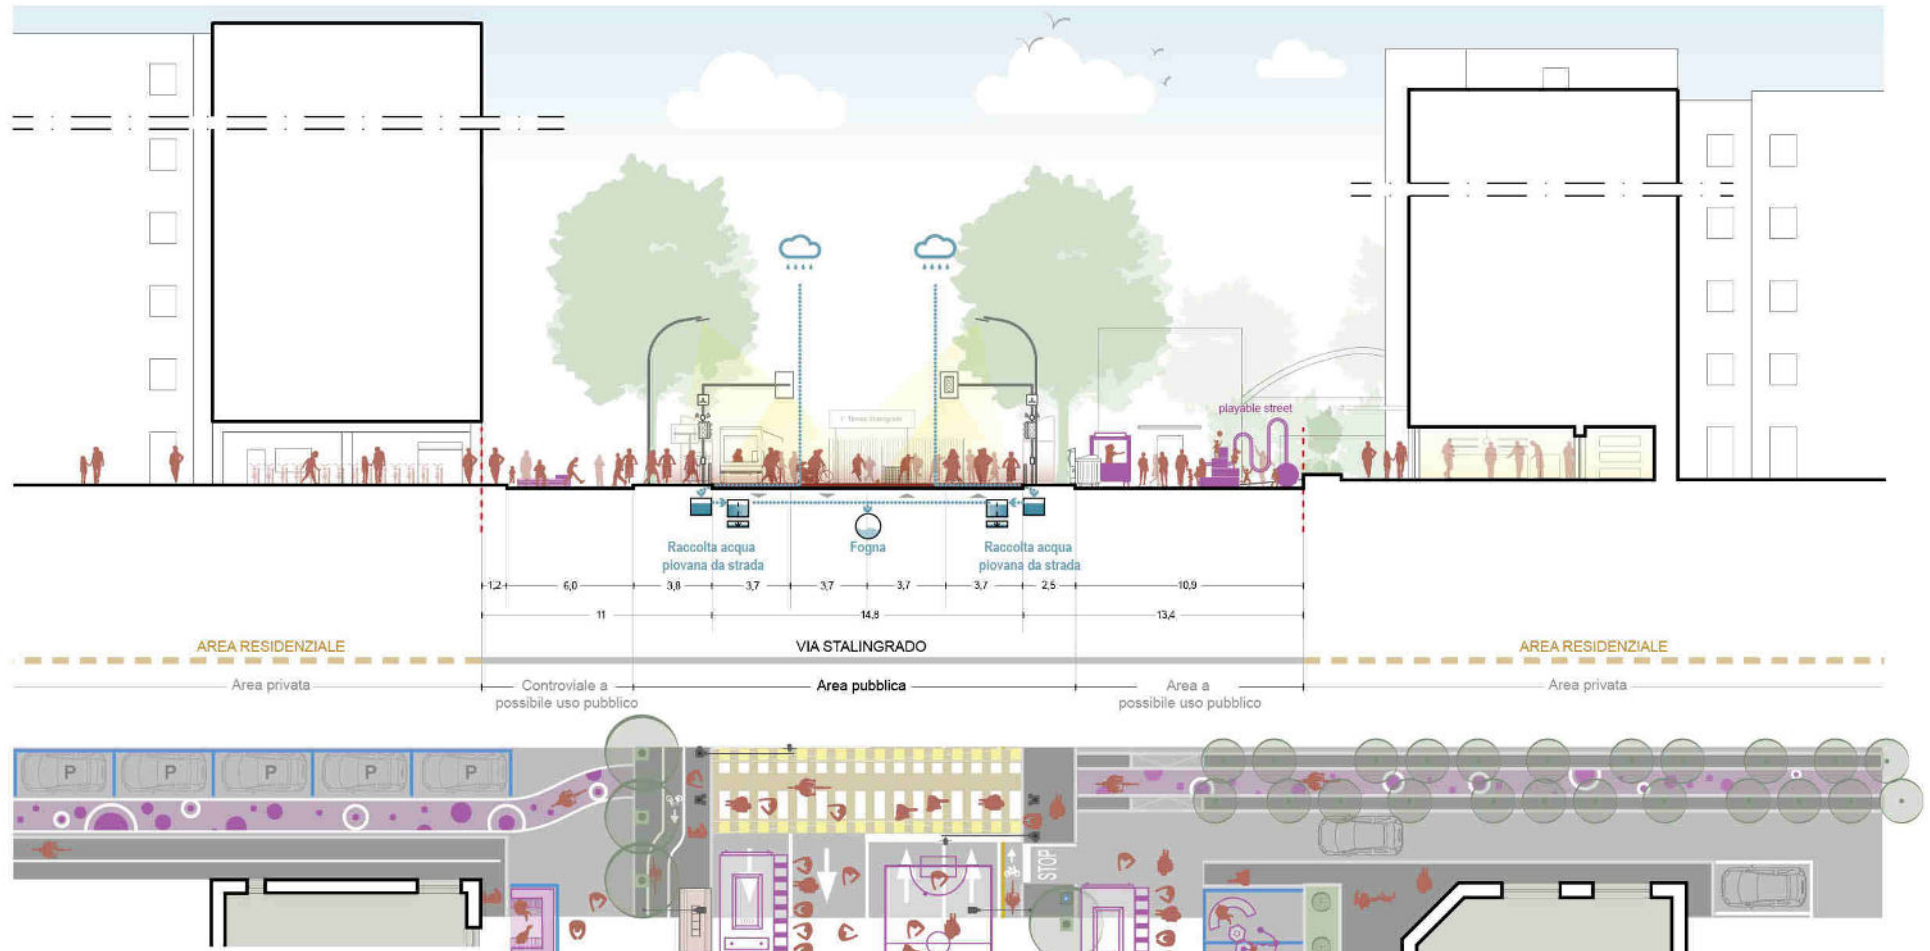 playable street
Raccolta acqua
piovana da strada
Fogna
Raccolta acqua
piovana da strada
1,2 6,0 3,8 3,7 3,7 3,7 3,7 2,5 10,9
11 14,8 13,4
AREA RESIDENZIALE VIA STALINGRADO AREA RESIDENZIALE
Area privata Controviale a Area pubblica Area a Area privata
possibile uso pubblico possibile uso pubblico
P P P P P
STOP